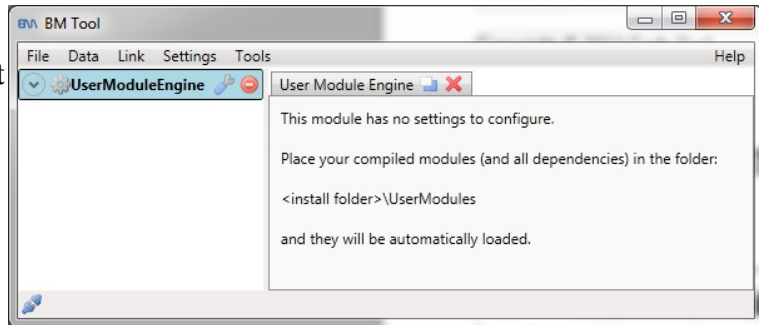 BM BM Tool
File Data Link Settings Tools Help
t
UserModuleEngine
User Module Engine
This module has no settings to configure.
Place your compiled modules (and all dependencies) in the folder:
<install folder>\UserModules
and they will be automatically loaded.